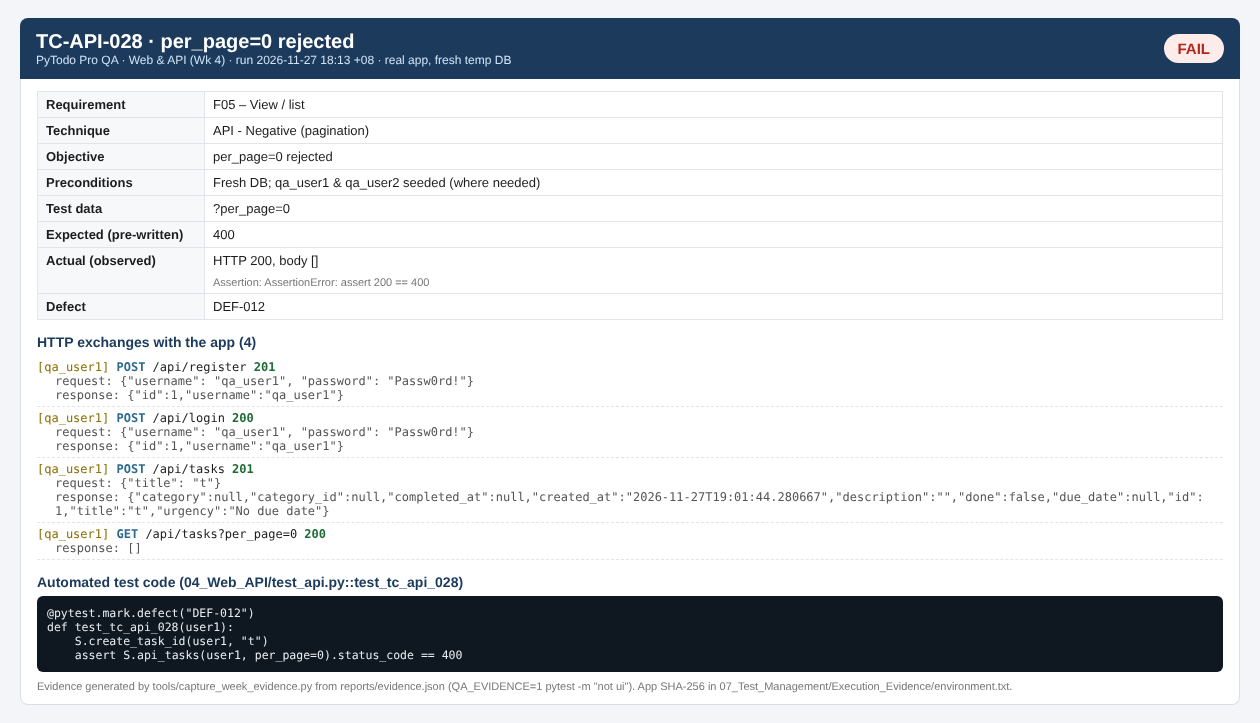 TC-API-028 · per_page=0 rejected
PyTodo Pro QA · Web & API (Wk 4) · run 2026-11-27 18:13 +08 · real app, fresh temp DB
FAIL
Requirement F05 – View / list
Technique API - Negative (pagination)
Objective per_page=0 rejected
Preconditions Fresh DB; qa_user1 & qa_user2 seeded (where needed)
Test data ?per_page=0
Expected (pre-written) 400
Actual (observed) HTTP 200, body []
Assertion: AssertionError: assert 200 == 400
Defect DEF-012
HTTP exchanges with the app (4)
[qa_user1] POST /api/register 201
request: {"username": "qa_user1", "password": "Passw0rd!"}
response: {"id":1,"username":"qa_user1"}
[qa_user1] POST /api/login 200
request: {"username": "qa_user1", "password": "Passw0rd!"}
response: {"id":1,"username":"qa_user1"}
[qa_user1] POST /api/tasks 201
request: {"title": "t"}
response: {"category":null,"category_id":null,"completed_at":null,"created_at":"2026-11-27T19:01:44.280667","description":"","done":false,"due_date":null,"id":
1,"title":"t","urgency":"No due date"}
[qa_user1] GET /api/tasks?per_page=0 200
response: []
Automated test code (04_Web_API/test_api.py::test_tc_api_028)
@pytest.mark.defect("DEF-012")
def test_tc_api_028(user1):
    S.create_task_id(user1, "t")
    assert S.api_tasks(user1, per_page=0).status_code == 400
Evidence generated by tools/capture_week_evidence.py from reports/evidence.json (QA_EVIDENCE=1 pytest -m "not ui"). App SHA-256 in 07_Test_Management/Execution_Evidence/environment.txt.